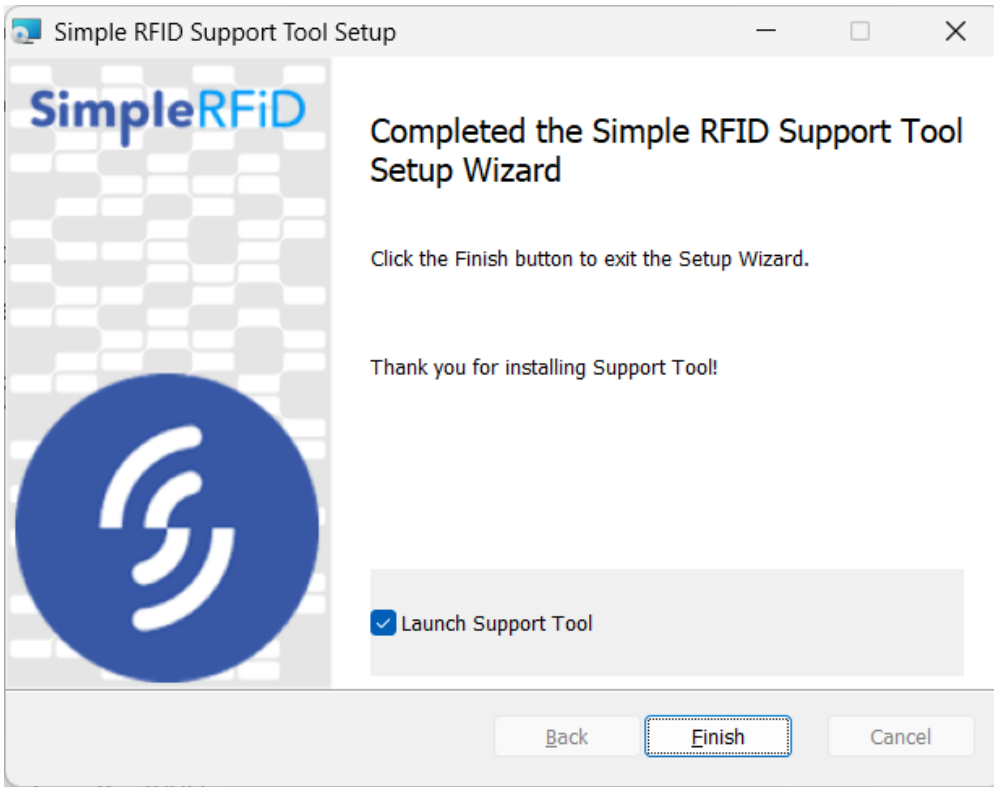 Simple RFID Support Tool Setup
SimpleRFiD
Completed the Simple RFID Support Tool
Setup Wizard
Click the Finish button to exit the Setup Wizard.
Thank you for installing Support Tool!
Launch Support Tool
Back
Finish
Cancel